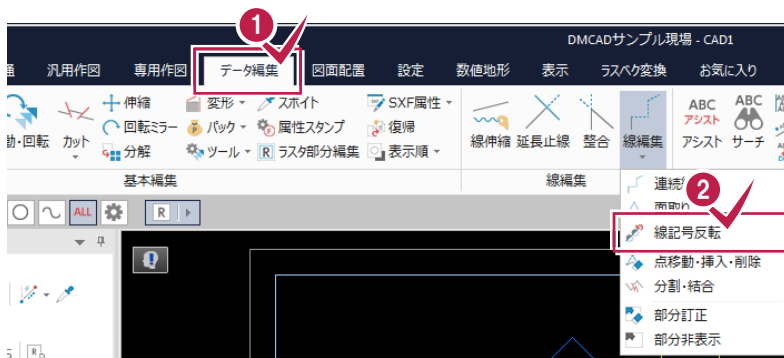 1
DMCADサンプル現場 - CAD1
汎用作図 専用作図 データ編集 図面配置 設定 数値地形 表示 ラスベク変換 お気に入り
伸縮 変形 スポイト SXF属性
回転ミラー パック 属性スタンプ 復帰
動・回転 カット 線伸縮 延長止線 整合 線編集 アシスト サーチ
ABC アシスト ABC
分解 ツール R ラスタ部分編集 表示順
基本編集 線編集
ALL R
連続
2
面取り
線記号反転
点移動・挿入・削除
分割・結合
部分訂正
部分非表示
R